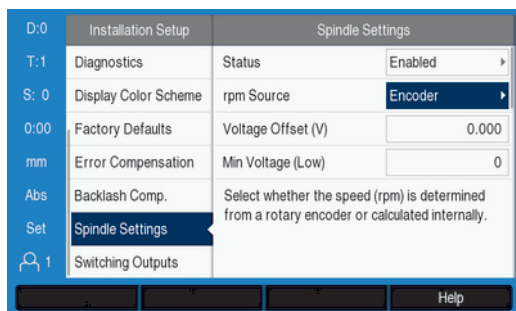 D:0
Installation Setup
Spindle Settings
T:1
Diagnostics
Status
Enabled
S: 0
Display Color Scheme
rpm Source
Encoder
0:00
Factory Defaults
Voltage Offset (V)
0.000
mm
Error Compensation
Min Voltage (Low)
0
Abs
Backlash Comp.
Select whether the speed (rpm) is determined
from a rotary encoder or calculated internally.
Set
Spindle Settings
1
Switching Outputs
Help